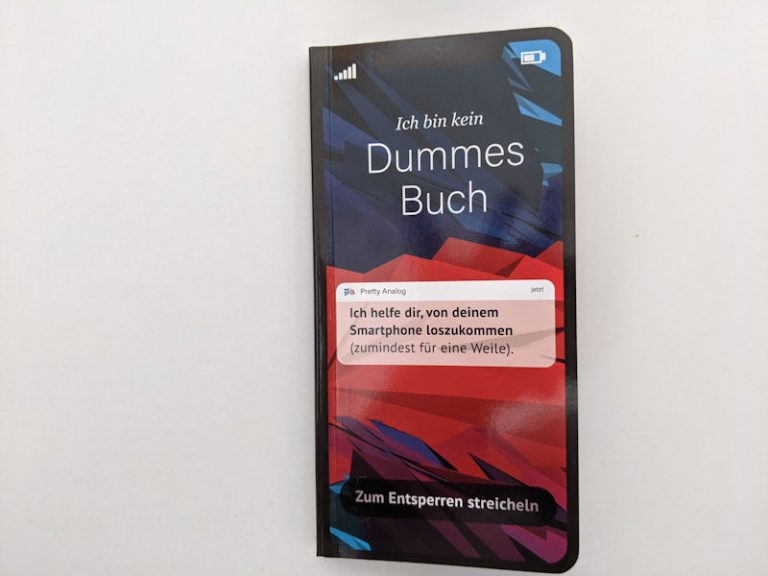 Ich bin kein
Dummes
Buch
Pretty Analog jetzt
Ich helfe dir, von deinem
Smartphone loszukommen
(zumindest für eine Weile).
Zum Entsperren streicheln